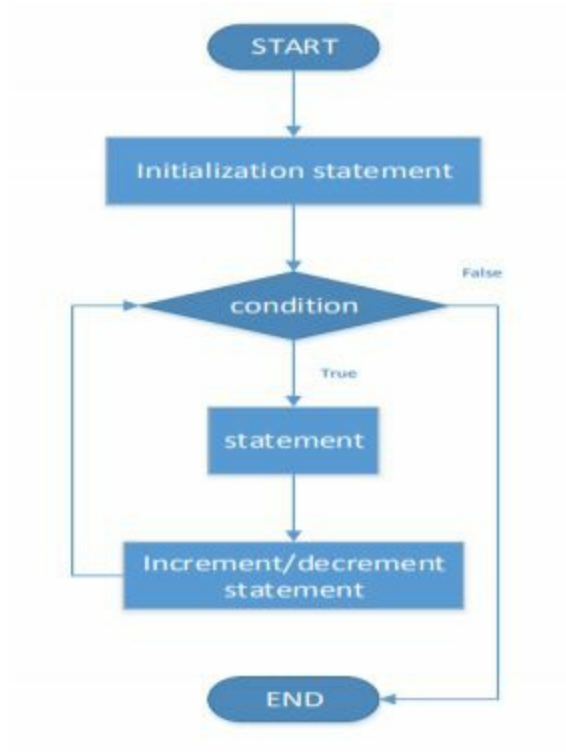 START
Initialization statement
False
condition
True
statement
Increment/decrement
statement
END